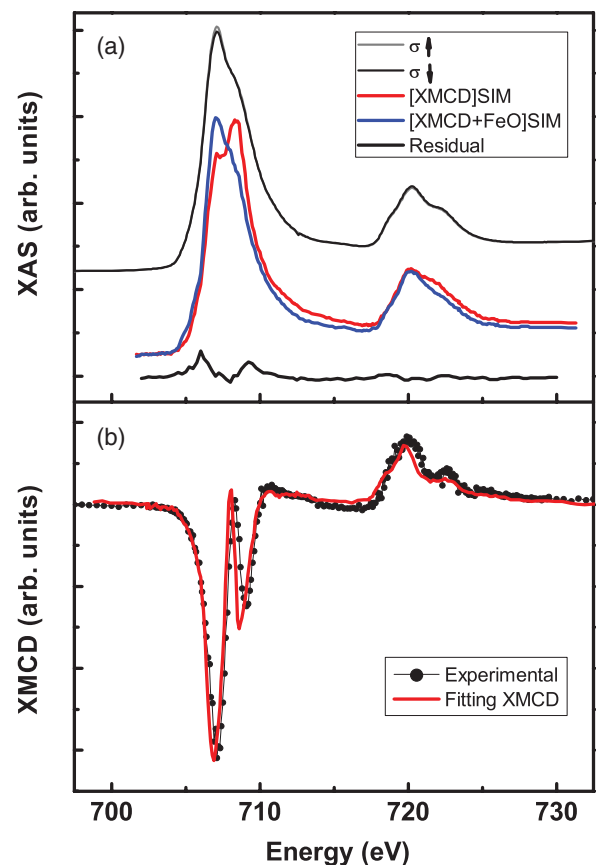 (a)
σ ↑
σ ↓
[XMCD]SIM
[XMCD+FeO]SIM
Residual
XAS (arb. units)
(b)
XMCD (arb. units)
Experimental
Fitting XMCD
700 710 720 730
Energy (eV)